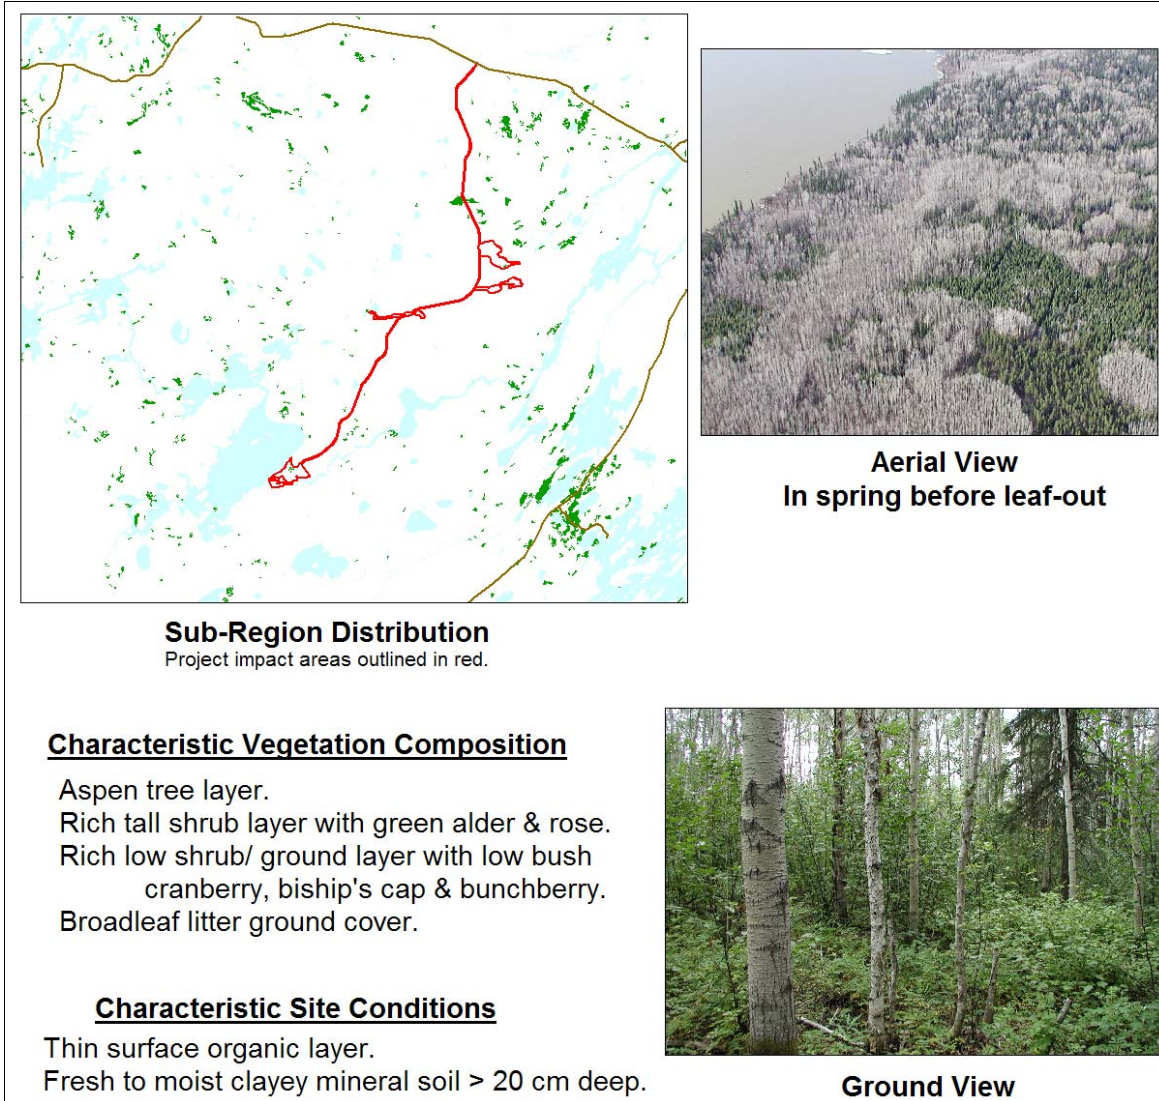 Aerial View
In spring before leaf-out
Sub-Region Distribution
Project impact areas outlined in red.
Characteristic Vegetation Composition
Aspen tree layer.
Rich tall shrub layer with green alder & rose.
Rich low shrub/ ground layer with low bush
cranberry, biship's cap & bunchberry.
Broadleaf litter ground cover.
Characteristic Site Conditions
Thin surface organic layer.
Fresh to moist clayey mineral soil > 20 cm deep.
Ground View